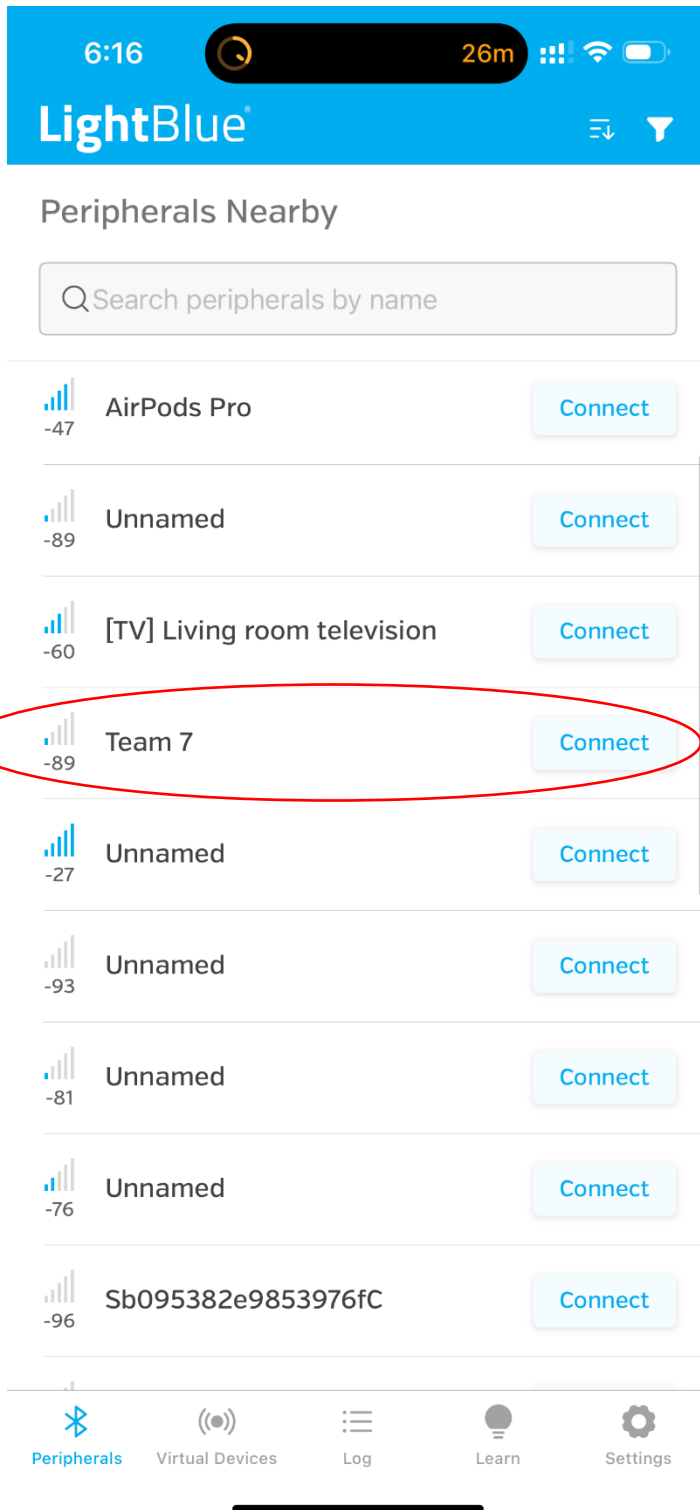 6:16 26m
LightBlue®
Peripherals Nearby
Search peripherals by name
AirPods Pro Connect
-47
Unnamed Connect
-89
[TV] Living room television Connect
-60
Team 7 Connect
-89
Unnamed Connect
-27
Unnamed Connect
-93
Unnamed Connect
-81
Unnamed Connect
-76
Sb095382e9853976fC Connect
-96
Peripherals Virtual Devices Log Learn Settings